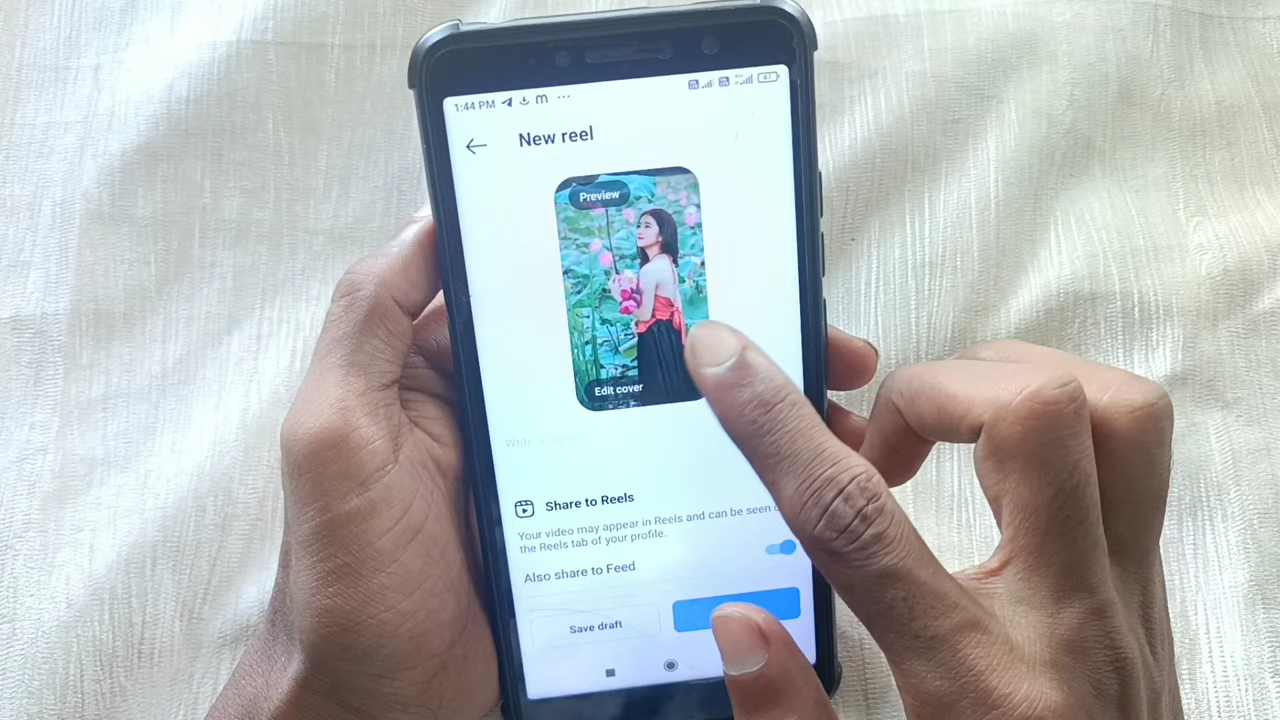 1:44 PM
47
New reel
Preview
Edit cover
Share to Reels
Your video may appear in Reels and can be seen
the Reels tab of your profile.
Also share to Feed
Save draft